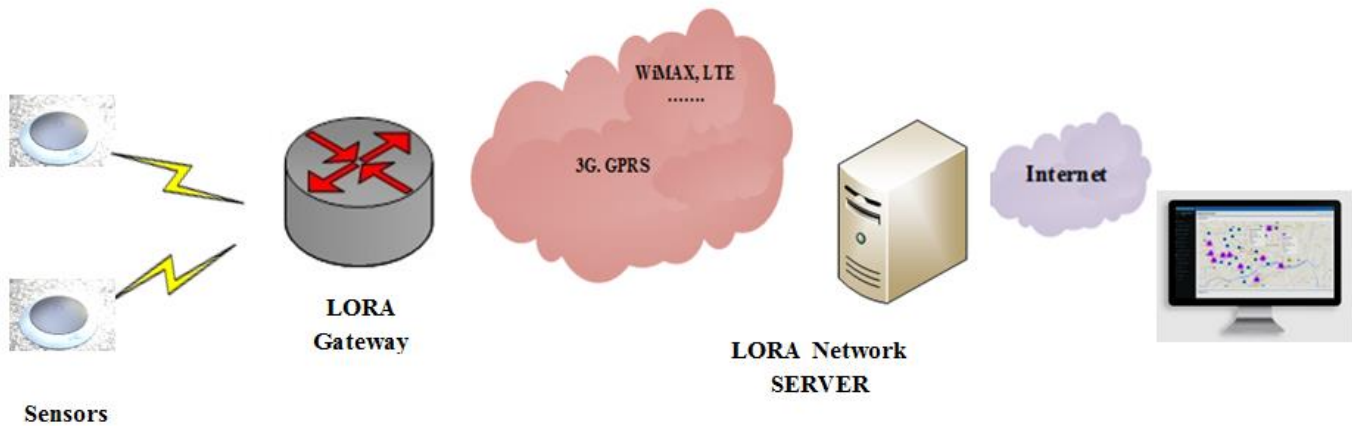 WiMAX, LTE
.......
3G. GPRS
Internet
LORA
Gateway
LORA Network
SERVER
Sensors